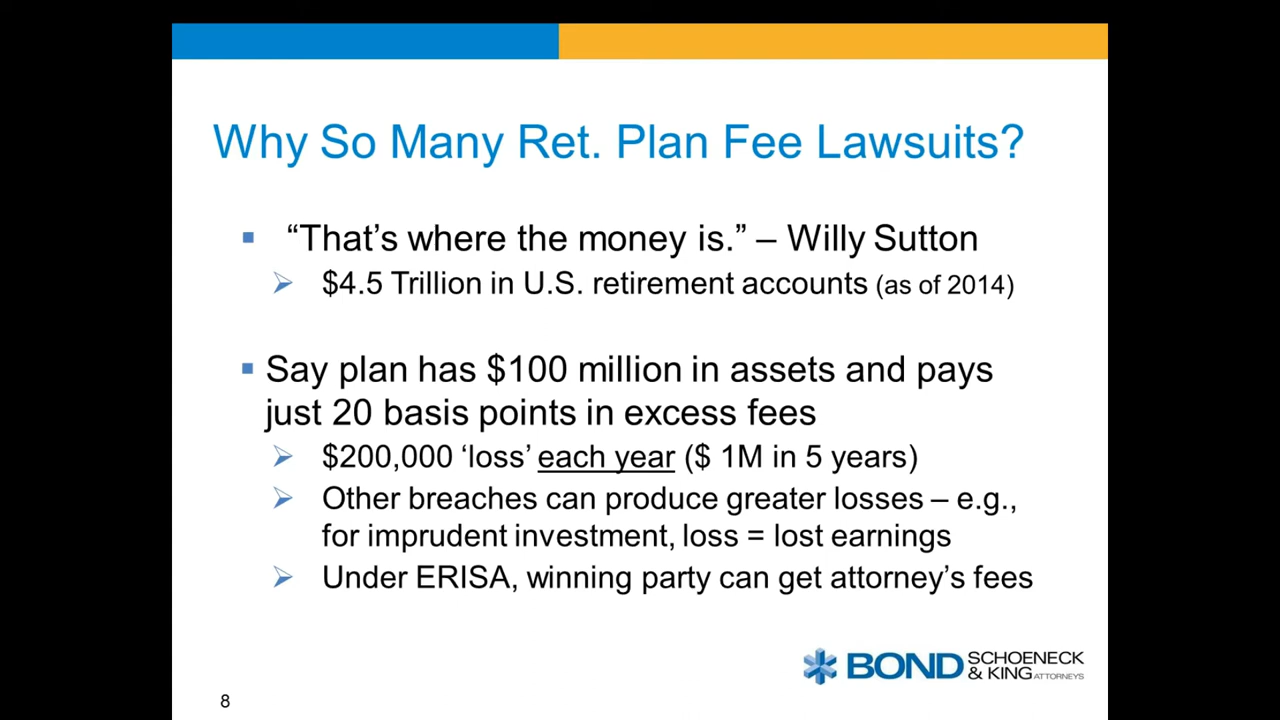 Why So Many Ret. Plan Fee Lawsuits?
“That’s where the money is.” – Willy Sutton
$4.5 Trillion in U.S. retirement accounts (as of 2014)
Say plan has $100 million in assets and pays
just 20 basis points in excess fees
$200,000 ‘loss’ each year ($ 1M in 5 years)
Other breaches can produce greater losses – e.g.,
for imprudent investment, loss = lost earnings
Under ERISA, winning party can get attorney’s fees
BOND SCHOENECK
& KING ATTORNEYS
8